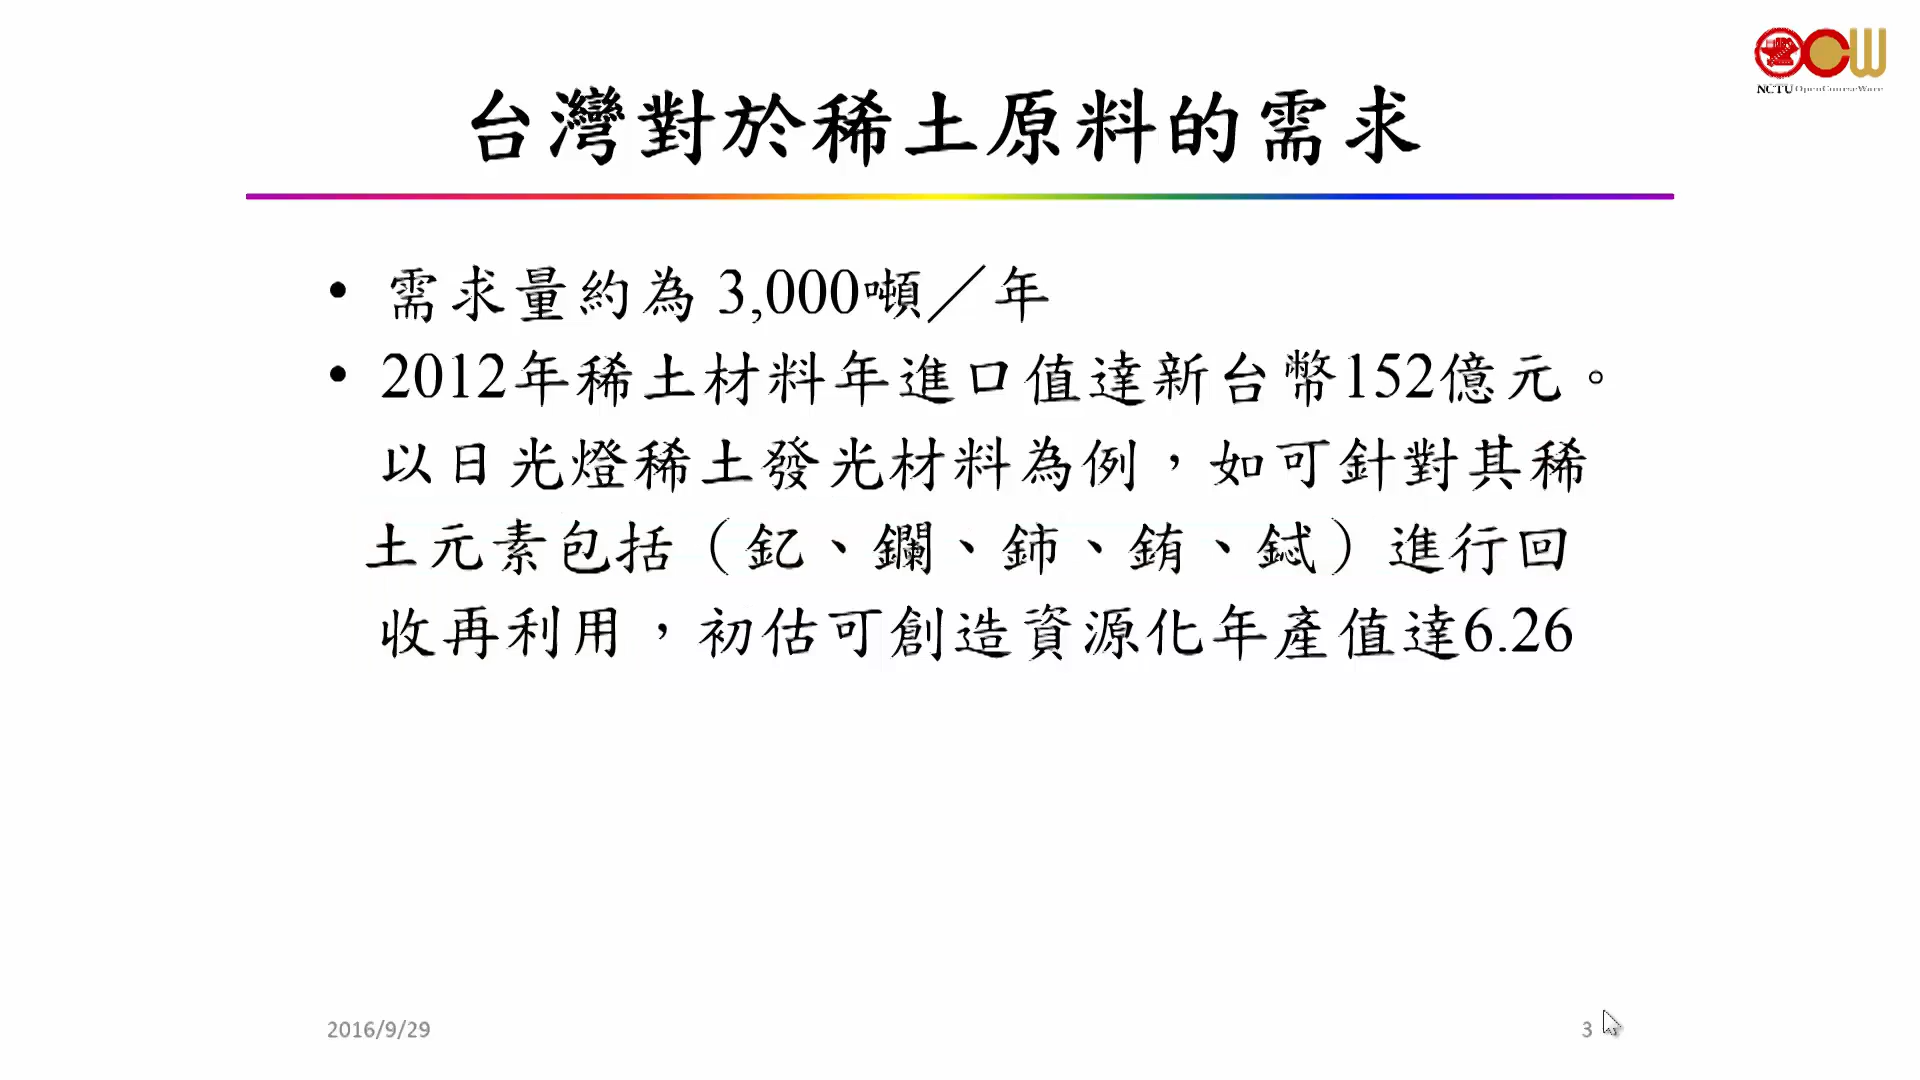 OCW
NCTU OpenCourseWare
台灣對於稀土原料的需求
• 需求量約為 3,000噸／年
• 2012年稀土材料年進口值達新台幣152億元。
以日光燈稀土發光材料為例，如可針對其稀
土元素包括（釔、鑭、鈰、銪、鋱）進行回
收再利用，初估可創造資源化年產值達6.26
2016/9/29
3